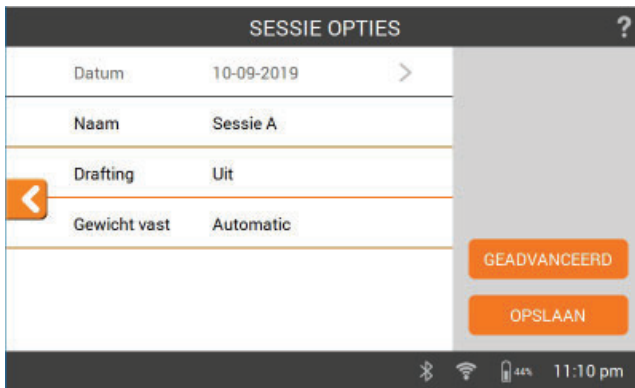 SESSIE OPTIES ?
Datum 10-09-2019
Naam Sessie A
Drafting Uit
Gewicht vast Automatic
GEADVANCEERD
OPSLAAN
44% 11:10 pm